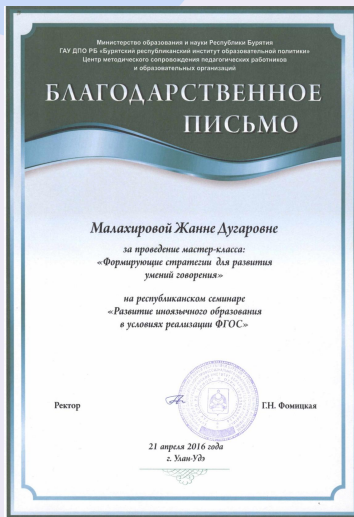 Министерство образования и науки Республики Бурятия
ГАУ ДПО РБ «Бурятский республиканский институт образовательной политики»
Центр методического сопровождения педагогических работников
и образовательных организаций
БЛАГОДАРСТВЕННОЕ
ПИСЬМО
Малахировой Жанне Дугаровне
за проведение мастер-класса:
«Формирующие стратегии для развития
умений говорения»
на республиканском семинаре
«Развитие иноязычного образования
в условиях реализации ФГОС»
Ректор
Г.Н. Фомицкая
21 апреля 2016 года
г. Улан-Удэ